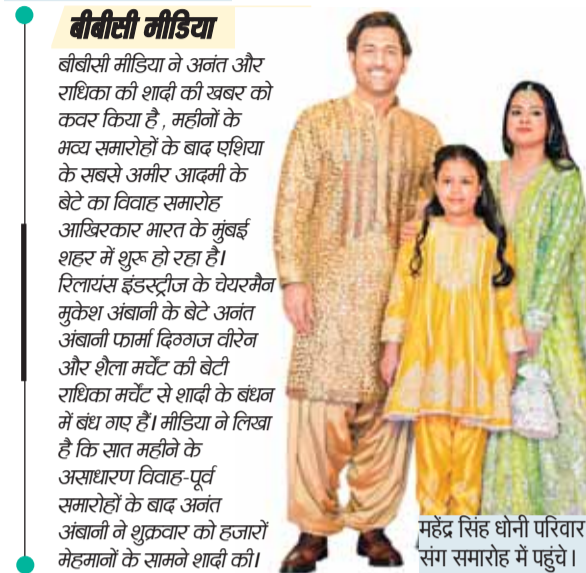 बीबीसी मीडिया
बीबीसी मीडिया ने अनंत और
राधिका की शादी की खबर को
कवर किया है , महीनों के
भव्य समारोहों के बाद एशिया
के सबसे अमीर आदमी के
बेटे का विवाह समारोह
आखिरकार भारत के मुंबई
शहर में शुरू हो रहा है।
रिलायंस इंडस्ट्रीज के चेयरमैन
मुकेश अंबानी के बेटे अनंत
अंबानी फार्मा दिग्गज वीरेन
और शैला मर्चेंट की बेटी
राधिका मर्चेंट से शादी के बंधन
में बंध गए हैं। मीडिया ने लिखा
है कि सात महीने के
असाधारण विवाह-पूर्व
समारोहों के बाद अनंत
अंबानी ने शुक्रवार को हजारों
मेहमानों के सामने शादी की।
महेंद्र सिंह धोनी परिवार
संग समारोह में पहुंचे।